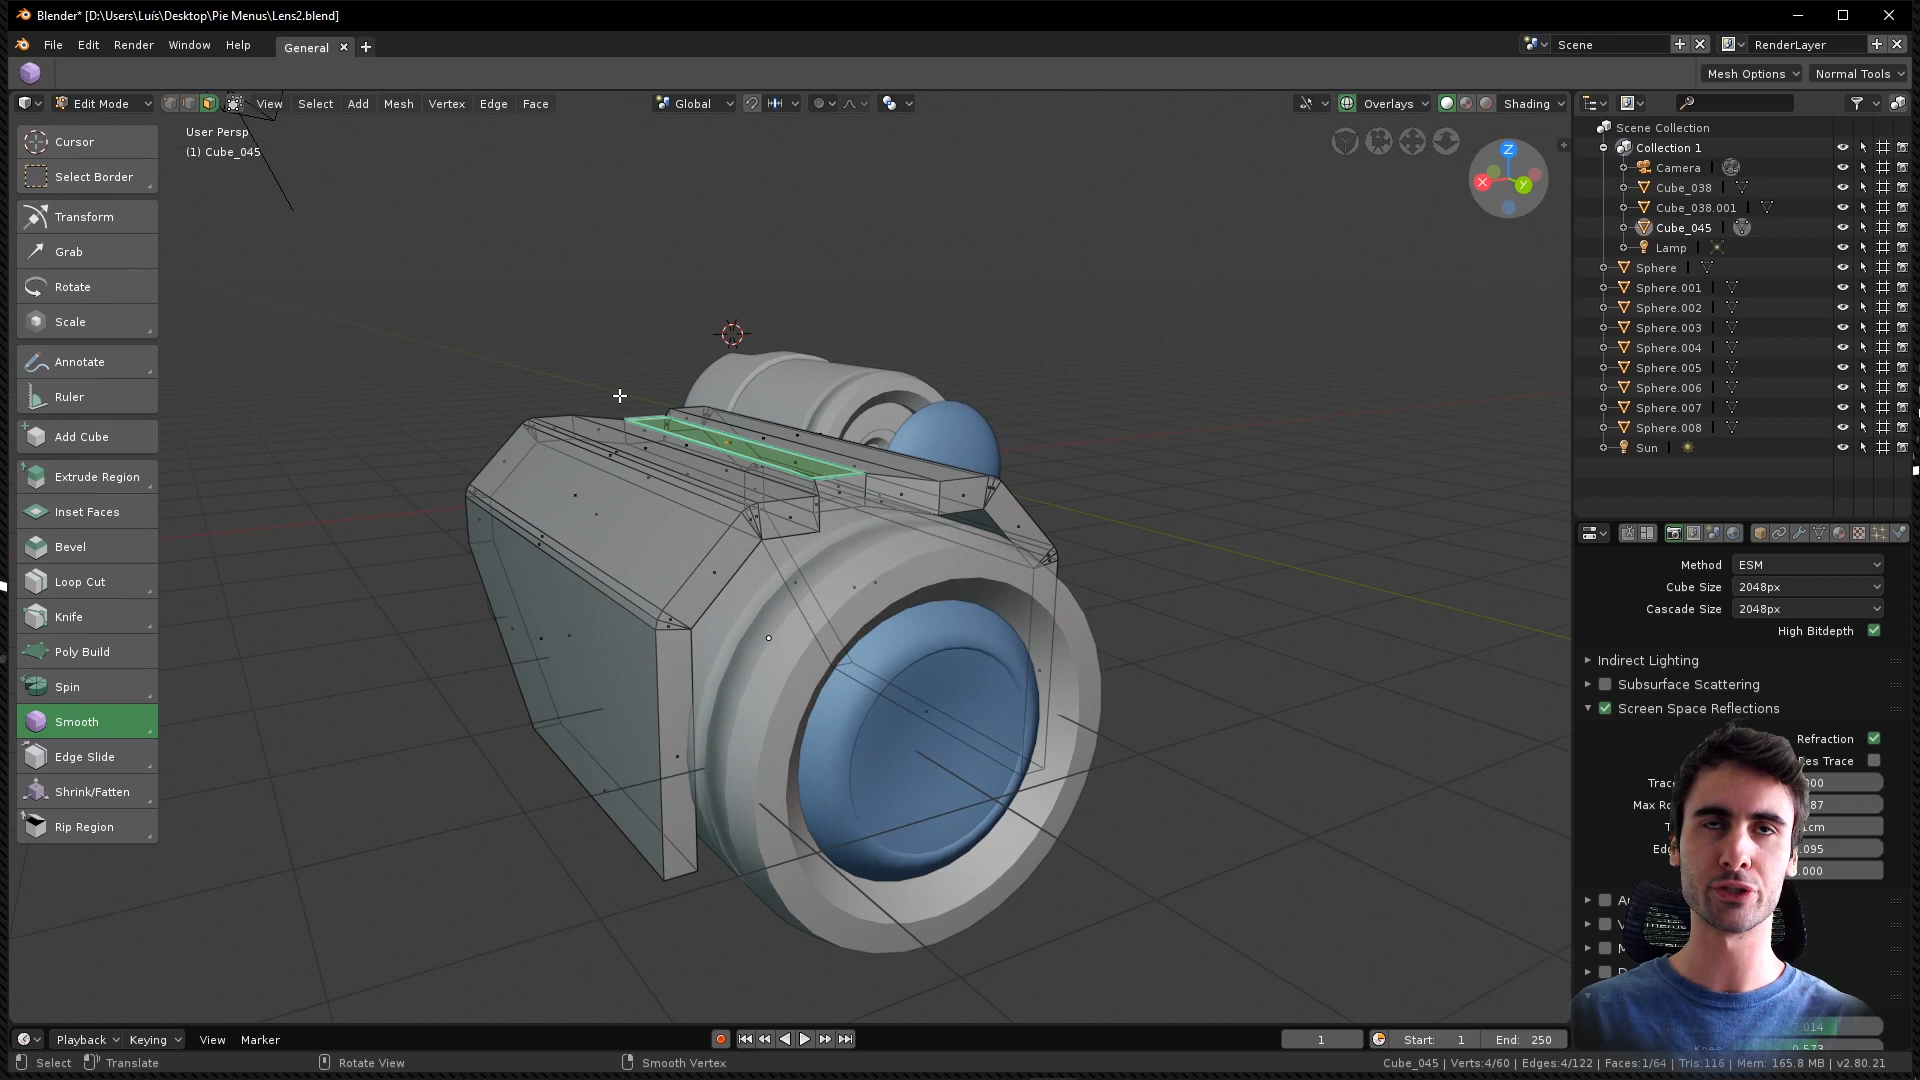 Blender* [D:\Users\Luís\Desktop\Pie Menus\Lens2.blend]
File Edit Render Window Help General Scene RenderLayer
Mesh Options Normal Tools
Edit Mode View Select Add Mesh Vertex Edge Face Global Overlays Shading
User Persp
(1) Cube_045
Cursor
Select Border
Transform
Grab
Rotate
Scale
Annotate
Ruler
Add Cube
Extrude Region
Inset Faces
Bevel
Loop Cut
Knife
Poly Build
Spin
Smooth
Edge Slide
Shrink/Fatten
Rip Region
Z
X
Y
Scene Collection
Collection 1
Camera
Cube_038
Cube_038.001
Cube_045
Lamp
Sphere
Sphere.001
Sphere.002
Sphere.003
Sphere.004
Sphere.005
Sphere.006
Sphere.007
Sphere.008
Sun
Method ESM
Cube Size 2048px
Cascade Size 2048px
High Bitdepth
Indirect Lighting
Subsurface Scattering
Screen Space Reflections
Refraction
Trace
Playback Keying View Marker 1 Start: 1 End: 250
Select Translate Rotate View Smooth Vertex Cube_045 | Verts:4/60 | Edges:4/122 | Faces:1/64 | Tris:116 | Mem: 165.8 MB | v2.80.21